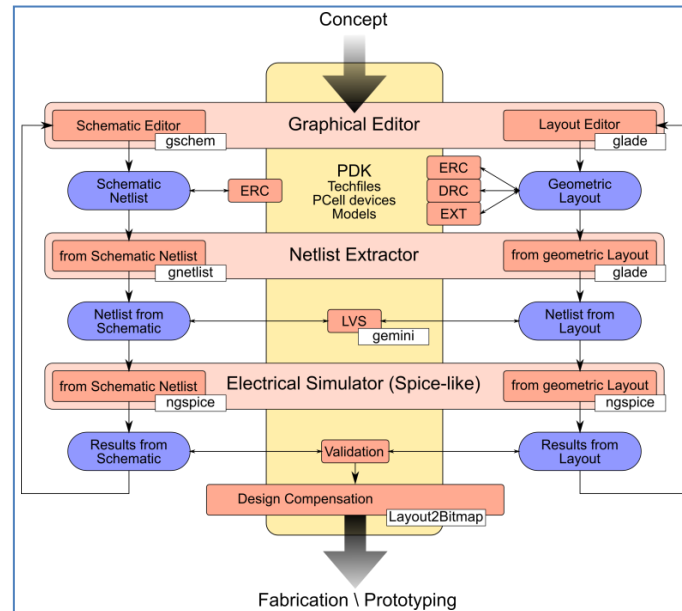 Concept
Schematic Editor
gschem
Graphical Editor
Layout Editor
glade
Schematic
Netlist
ERC
PDK
Techfiles
PCell devices
Models
ERC
DRC
EXT
Geometric
Layout
from Schematic Netlist
gnetlist
Netlist Extractor
from geometric Layout
glade
Netlist from
Schematic
LVS
gemini
Netlist from
Layout
from Schematic Netlist
ngspice
Electrical Simulator (Spice-like)
from geometric Layout
ngspice
Results from
Schematic
Validation
Results from
Layout
Design Compensation
Layout2Bitmap
Fabrication \ Prototyping